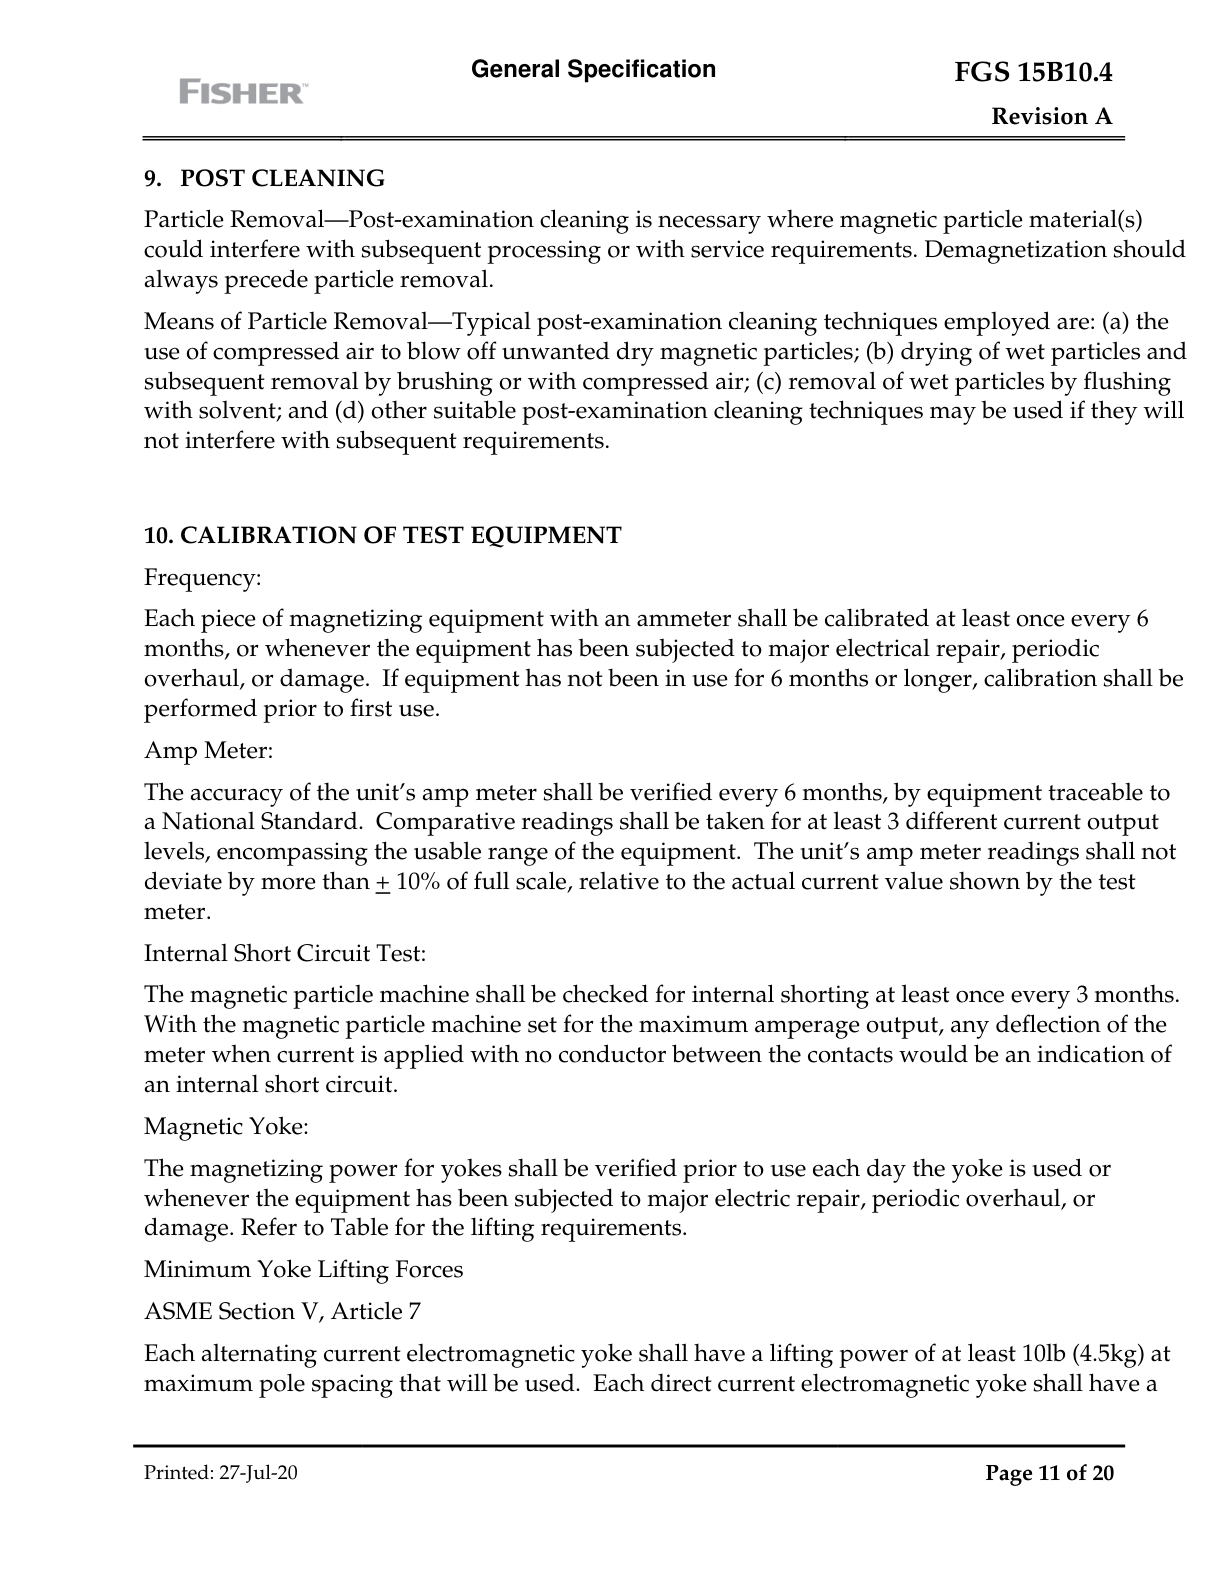 General Specification
FGS 15B10.4
FISHER™
Revision A
9. POST CLEANING
Particle Removal—Post-examination cleaning is necessary where magnetic particle material(s)
could interfere with subsequent processing or with service requirements. Demagnetization should
always precede particle removal.
Means of Particle Removal—Typical post-examination cleaning techniques employed are: (a) the
use of compressed air to blow off unwanted dry magnetic particles; (b) drying of wet particles and
subsequent removal by brushing or with compressed air; (c) removal of wet particles by flushing
with solvent; and (d) other suitable post-examination cleaning techniques may be used if they will
not interfere with subsequent requirements.
10. CALIBRATION OF TEST EQUIPMENT
Frequency:
Each piece of magnetizing equipment with an ammeter shall be calibrated at least once every 6
months, or whenever the equipment has been subjected to major electrical repair, periodic
overhaul, or damage.  If equipment has not been in use for 6 months or longer, calibration shall be
performed prior to first use.
Amp Meter:
The accuracy of the unit’s amp meter shall be verified every 6 months, by equipment traceable to
a National Standard.  Comparative readings shall be taken for at least 3 different current output
levels, encompassing the usable range of the equipment.  The unit’s amp meter readings shall not
deviate by more than ± 10% of full scale, relative to the actual current value shown by the test
meter.
Internal Short Circuit Test:
The magnetic particle machine shall be checked for internal shorting at least once every 3 months.
With the magnetic particle machine set for the maximum amperage output, any deflection of the
meter when current is applied with no conductor between the contacts would be an indication of
an internal short circuit.
Magnetic Yoke:
The magnetizing power for yokes shall be verified prior to use each day the yoke is used or
whenever the equipment has been subjected to major electric repair, periodic overhaul, or
damage. Refer to Table for the lifting requirements.
Minimum Yoke Lifting Forces
ASME Section V, Article 7
Each alternating current electromagnetic yoke shall have a lifting power of at least 10lb (4.5kg) at
maximum pole spacing that will be used.  Each direct current electromagnetic yoke shall have a
Printed: 27-Jul-20
Page 11 of 20